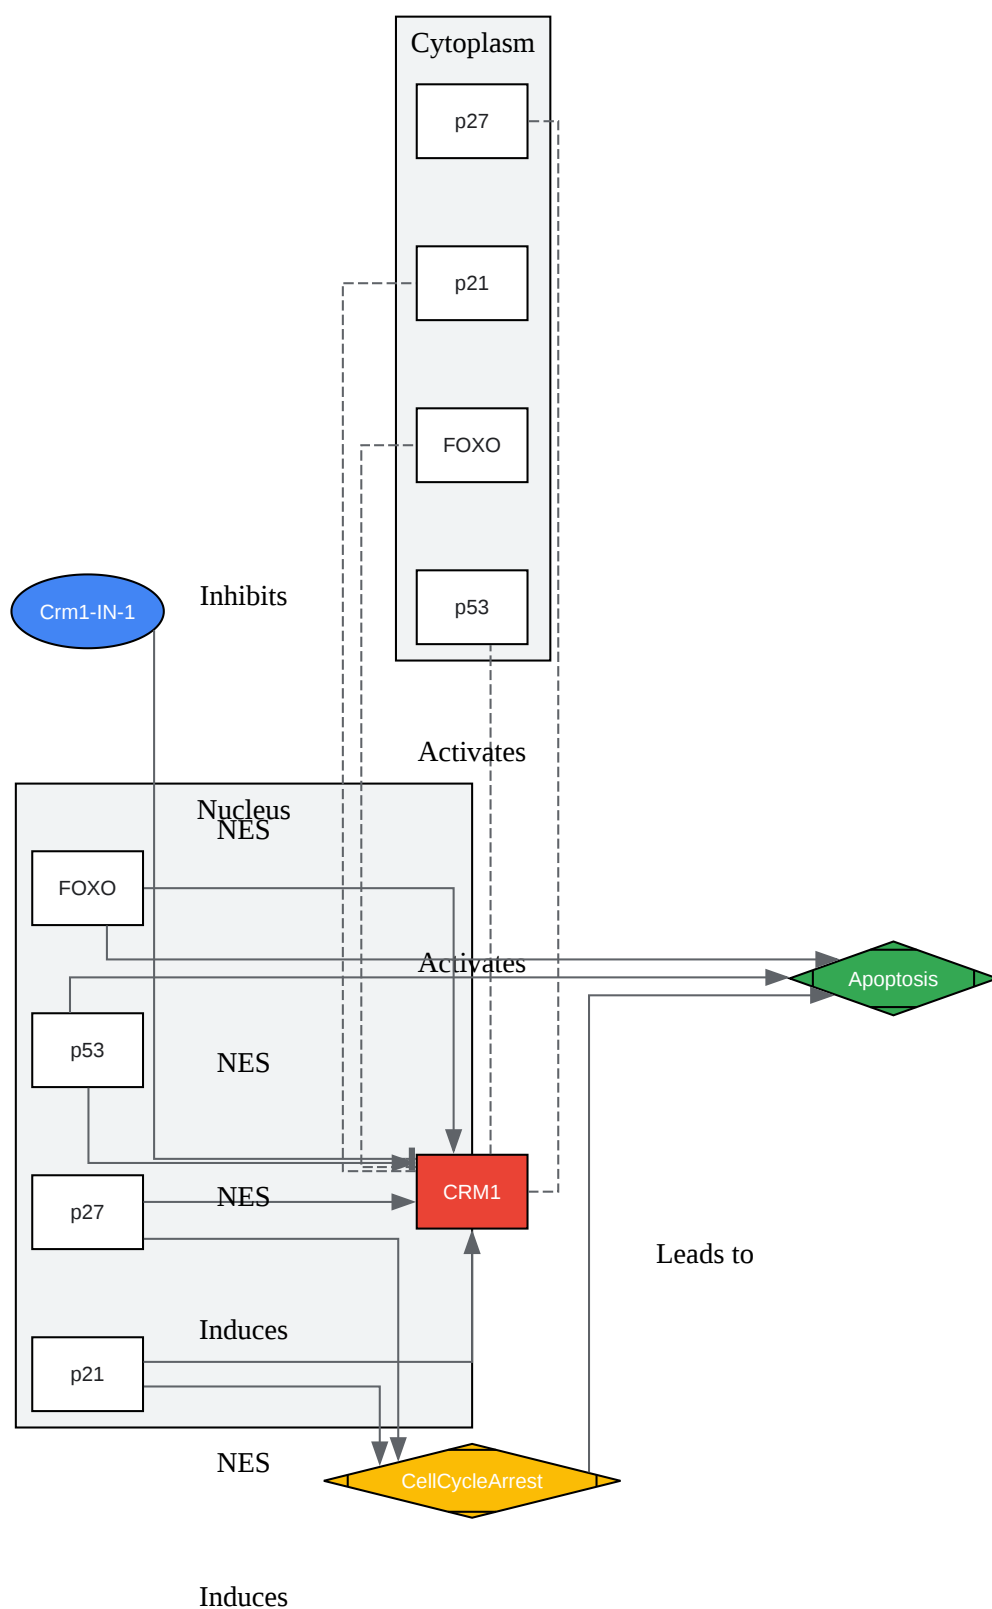 Cytoplasm
p27
p21
FOXO
p53
Crm1-IN-1
Inhibits
Activates
Nucleus
NES
FOXO
Activates
Apoptosis
p53
NES
CRM1
p27
NES
Leads to
Induces
p21
NES
CellCycleArrest
Induces